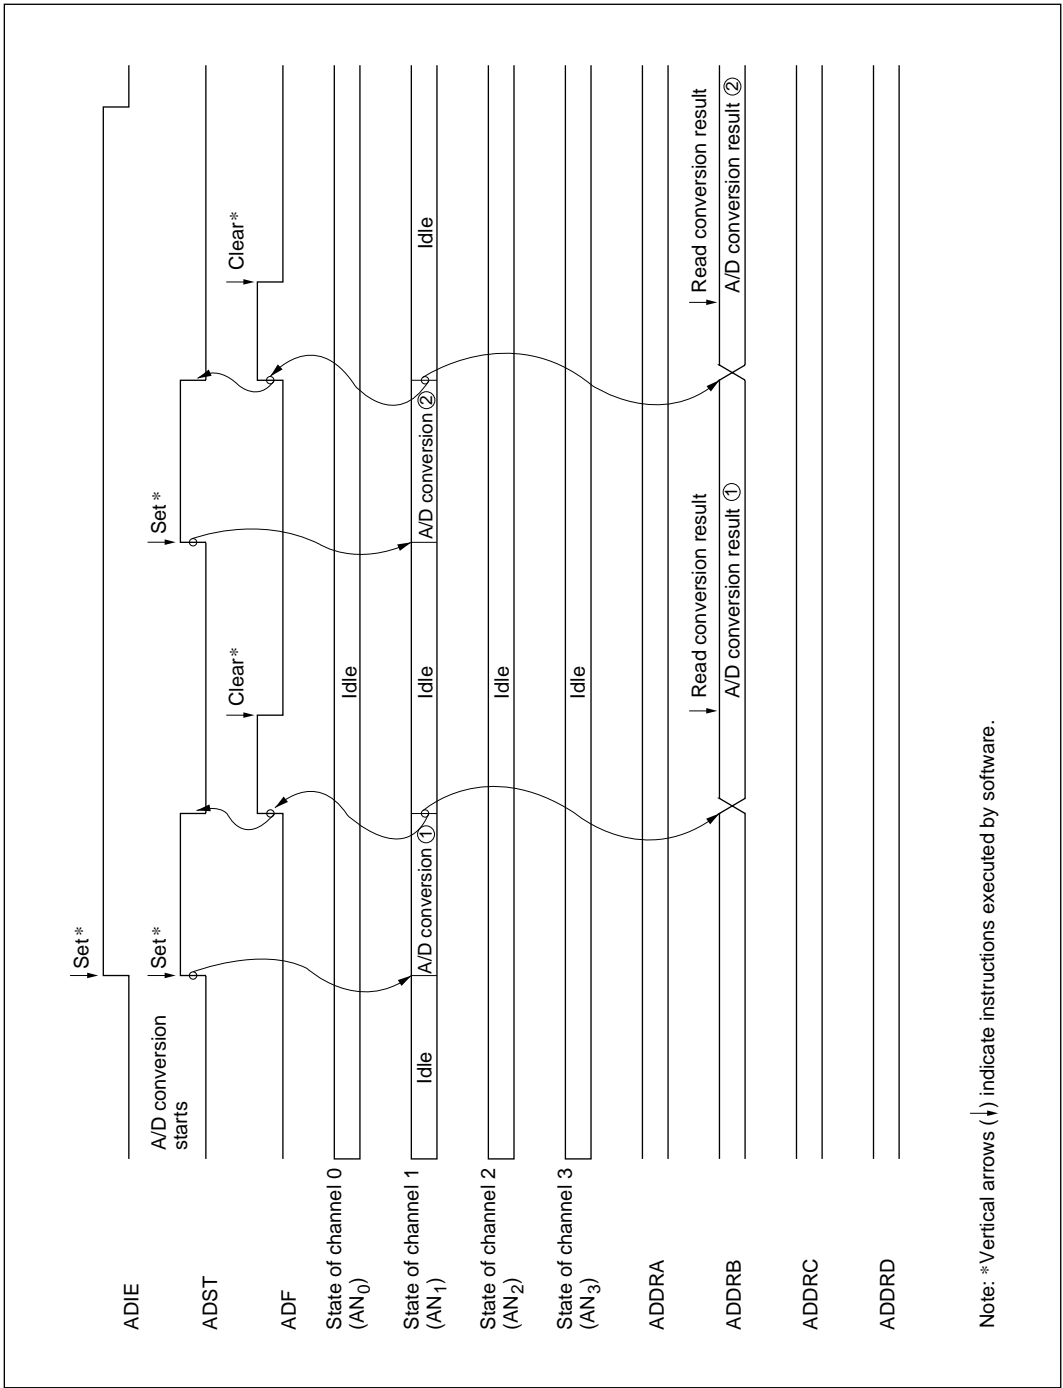 Set*
ADIE
A/D conversion
starts
Set*
Set*
ADST
Clear*
Clear*
ADF
State of channel 0
(AN0)
Idle
State of channel 1
(AN1)
Idle
A/D conversion ①
Idle
A/D conversion ②
Idle
State of channel 2
(AN2)
Idle
State of channel 3
(AN3)
Idle
ADDRA
Read conversion result
Read conversion result
ADDRB
A/D conversion result ①
A/D conversion result ②
ADDRC
ADDRD
Note: * Vertical arrows (↓) indicate instructions executed by software.